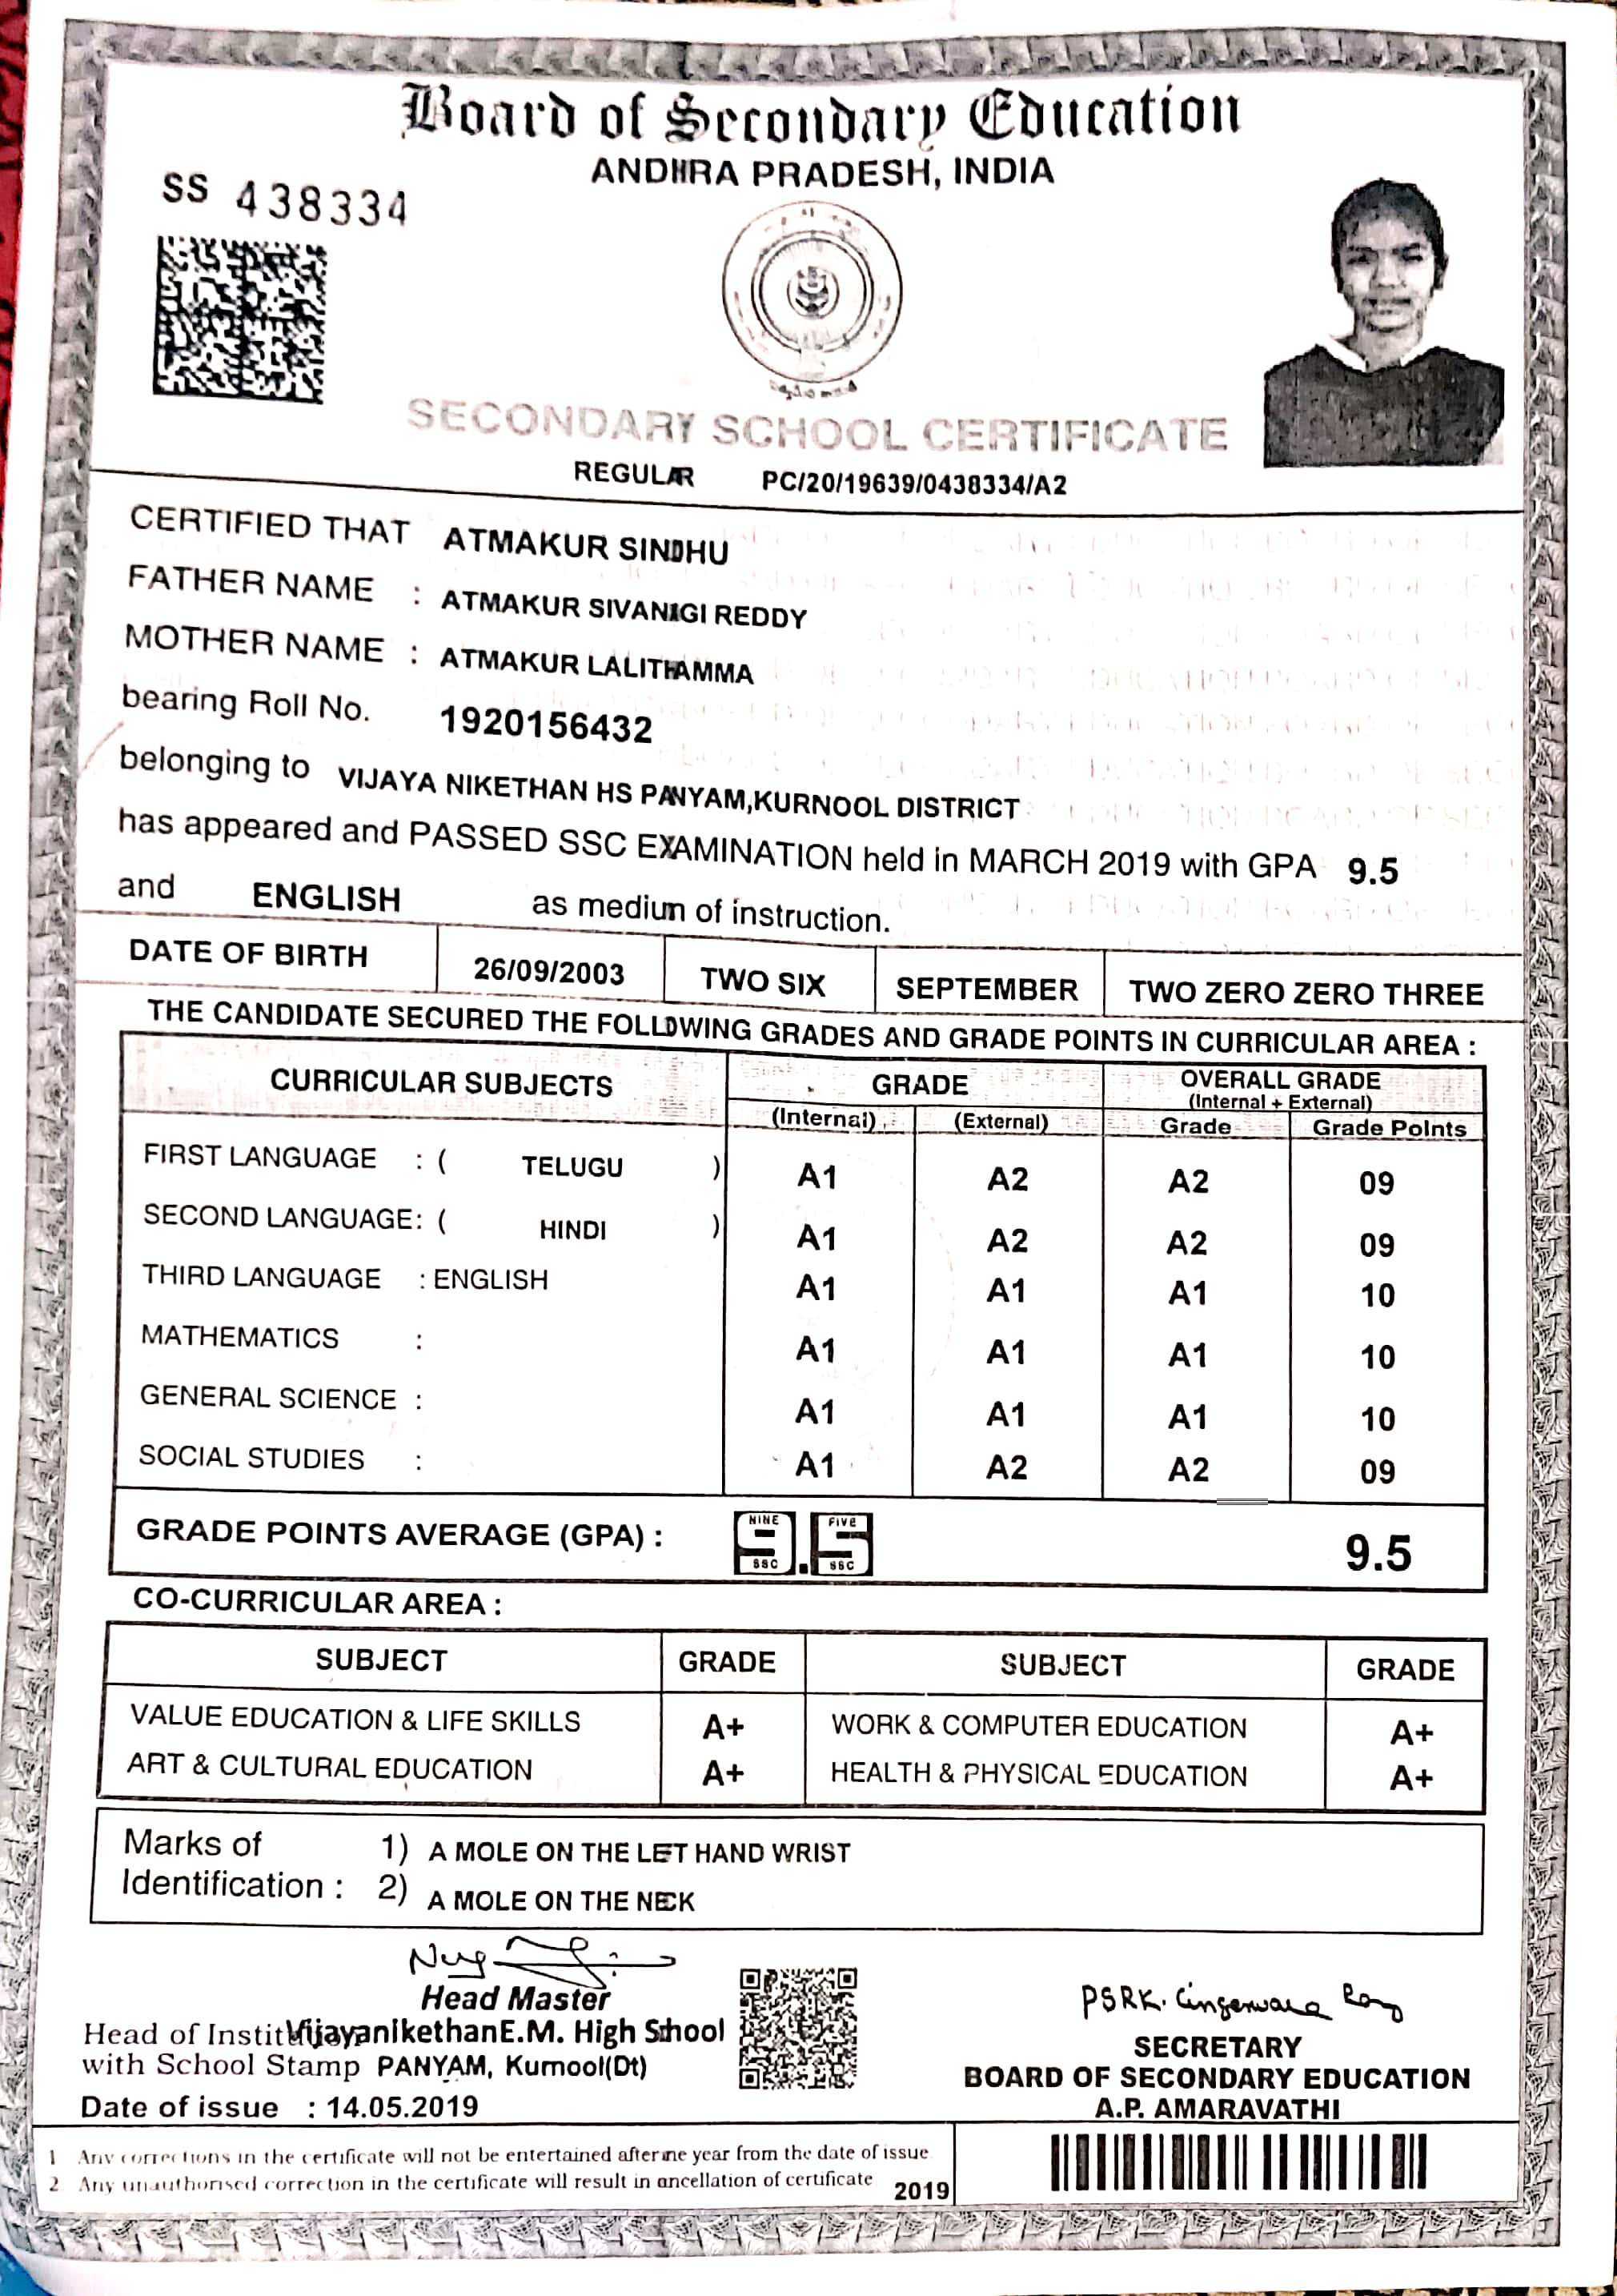 Board of Secondary Education
ANDHRA PRADESH, INDIA
SS 438334
SECONDARY SCHOOL CERTIFICATE
REGULAR PC/20/19639/0438334/A2
CERTIFIED THAT ATMAKUR SINDHU
FATHER NAME : ATMAKUR SIVANAGI REDDY
MOTHER NAME : ATMAKUR LALITHAMMA
bearing Roll No. 1920156432
belonging to VIJAYA NIKETHAN HS PANYAM,KURNOOL DISTRICT
has appeared and PASSED SSC EXAMINATION held in MARCH 2019 with GPA 9.5
and ENGLISH as medium of instruction.
DATE OF BIRTH 26/09/2003 TWO SIX SEPTEMBER TWO ZERO ZERO THREE
THE CANDIDATE SECURED THE FOLLOWING GRADES AND GRADE POINTS IN CURRICULAR AREA :
CURRICULAR SUBJECTS GRADE OVERALL GRADE
(Internal + External)
(Internal) (External) Grade Grade Points
FIRST LANGUAGE : ( TELUGU ) A1 A2 A2 09
SECOND LANGUAGE: ( HINDI ) A1 A2 A2 09
THIRD LANGUAGE : ENGLISH A1 A1 A1 10
MATHEMATICS : A1 A1 A1 10
GENERAL SCIENCE : A1 A1 A1 10
SOCIAL STUDIES : A1 A2 A2 09
GRADE POINTS AVERAGE (GPA) : NINE 9 SSC . FIVE 5 SSC 9.5
CO-CURRICULAR AREA :
SUBJECT GRADE SUBJECT GRADE
VALUE EDUCATION & LIFE SKILLS A+ WORK & COMPUTER EDUCATION A+
ART & CULTURAL EDUCATION A+ HEALTH & PHYSICAL EDUCATION A+
Marks of 1) A MOLE ON THE LET HAND WRIST
Identification : 2) A MOLE ON THE NECK
Head Master
Head of Institution VijayanikethanE.M. High School
with School Stamp PANYAM, Kurnool(Dt)
Date of issue : 14.05.2019
SECRETARY
BOARD OF SECONDARY EDUCATION
A.P. AMARAVATHI
1 Any corrections in the certificate will not be entertained after ne year from the date of issue
2 Any unauthorised correction in the certificate will result in ancellation of certificate 2019